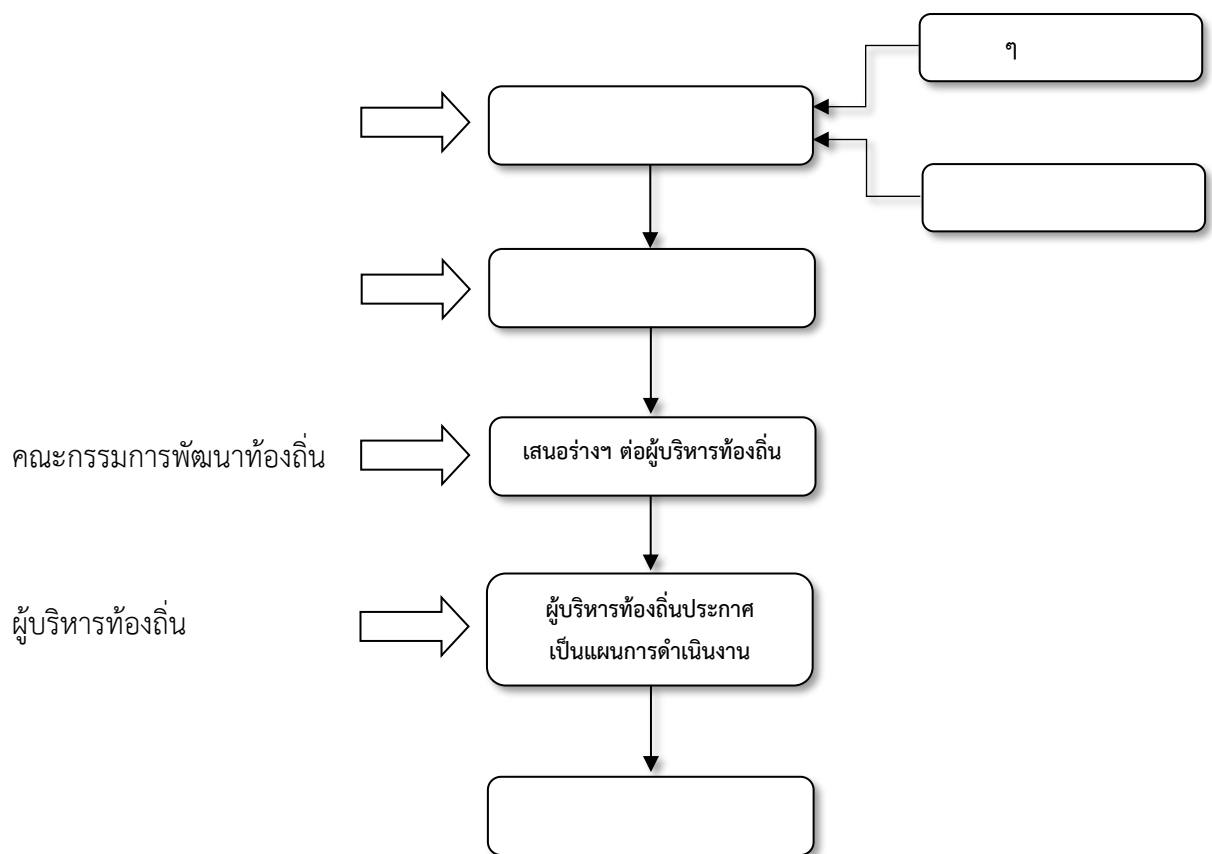 ๆ
คณะกรรมการพัฒนาท้องถิ่น
เสนอร่างฯ ต่อผู้บริหารท้องถิ่น
ผู้บริหารท้องถิ่น
ผู้บริหารท้องถิ่นประกาศ
เป็นแผนการดำเนินงาน